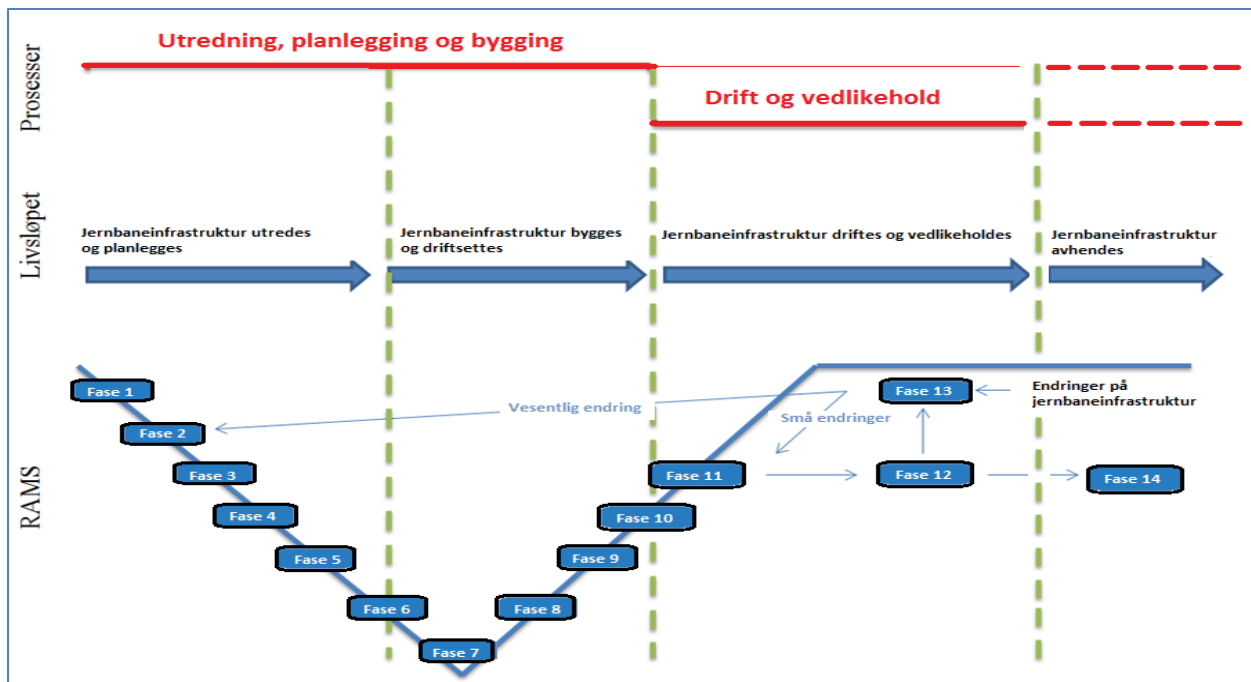 Prosesser
Utredning, planlegging og bygging
Drift og vedlikehold
Livsløpet
Jernbaneinfrastruktur utredes
og planlegges
Jernbaneinfrastruktur bygges
og driftsettes
Jernbaneinfrastruktur driftes og vedlikeholdes
Jernbaneinfrastruktur
avhendes
RAMS
Fase 1
Fase 2
Fase 3
Fase 4
Fase 5
Fase 6
Fase 7
Fase 8
Fase 9
Fase 10
Fase 11
Fase 12
Fase 13
Fase 14
Vesentlig endring
Små endringer
Endringer på
jernbaneinfrastruktur